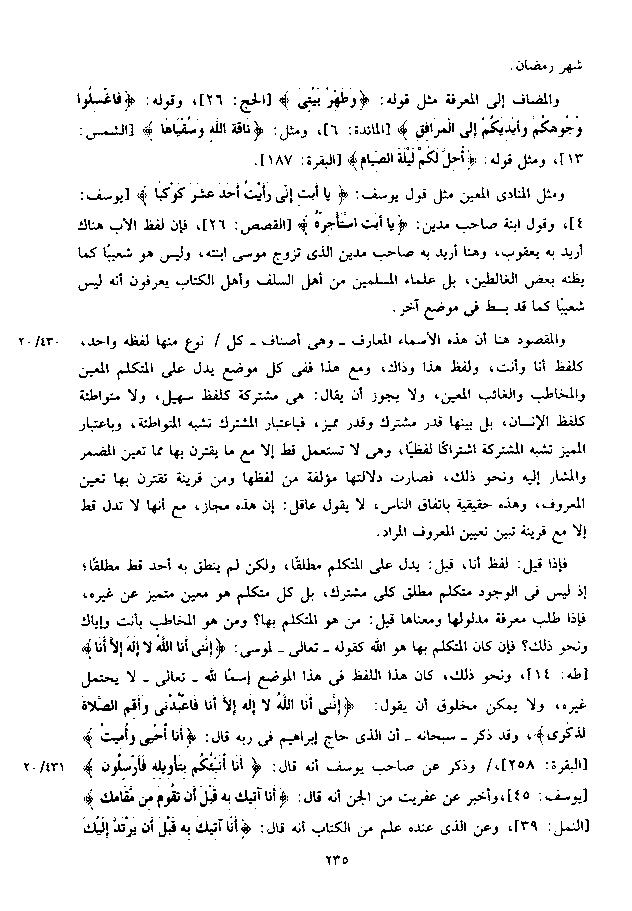 شهر رمضان .
والمضاف إلى المعرفة مثل قوله : ﴿ وَطَهِّرْ بَيْتِيَ ﴾ [الحج : ٢٦]، وقوله : ﴿ فَاغْسِلُوا
وُجُوهَكُمْ وَأَيْدِيَكُمْ إِلَى الْمَرَافِقِ ﴾ [المائدة : ٦]، ومثل : ﴿ نَاقَةَ اللَّهِ وَسُقْيَاهَا ﴾ [الشمس :
١٣]، ومثل قوله : ﴿ أُحِلَّ لَكُمْ لَيْلَةَ الصِّيَامِ ﴾ [البقرة : ١٨٧].
ومثل المنادى المعين مثل قول يوسف : ﴿ يَا أَبَتِ إِنِّي رَأَيْتُ أَحَدَ عَشَرَ كَوْكَبًا ﴾ [يوسف :
٤]، وقول ابنة صاحب مدين : ﴿ يَا أَبَتِ اسْتَأْجِرْهُ ﴾ [القصص : ٢٦]، فإن لفظ الأب هناك
أريد به يعقوب، وهنا أريد به صاحب مدين الذى تزوج موسى ابنته، وليس هو شعيبًا كما
يظنه بعض الغالطين، بل علماء المسلمين من أهل السلف وأهل الكتاب يعرفون أنه ليس
شعيبًا كما قد بسط فى موضع آخر .
والمقصود هنا أن هذه الأسماء المعارف ـ وهى أصناف ـ كل / نوع منها لفظه واحد، ٢٠/٤٣٠
كلفظ أنا وأنت، ولفظ هذا وذاك، ومع هذا ففى كل موضع يدل على المتكلم المعين
والمخاطب والغائب المعين، ولا يجوز أن يقال : هى مشتركة كلفظ سهيل، ولا متواطئة
كلفظ الإنسان، بل بينها قدر مشترك وقدر مميز، فباعتبار المشترك تشبه المتواطئة، وباعتبار
المميز تشبه المشتركة اشتراكًا لفظيًا، وهى لا تستعمل قط إلا مع ما يقترن بها مما تعين المضمر
والمشار إليه ونحو ذلك، فصارت دلالتها مؤلفة من لفظها ومن قرينة تقترن بها تعين
المعروف، وهذه حقيقية باتفاق الناس، لا يقول عاقل : إن هذه مجاز، مع أنها لا تدل قط
إلا مع قرينة تبين تعيين المعروف المراد .
فإذا قيل : لفظ أنا، قيل : يدل على المتكلم مطلقًا، ولكن لم ينطق به أحد قط مطلقًا؛
إذ ليس فى الوجود متكلم مطلق كلى مشترك، بل كل متكلم هو معين متميز عن غيره،
فإذا طلب معرفة مدلولها ومعناها قيل : من هو المتكلم بها؟ ومن هو المخاطب بأنت وإياك
ونحو ذلك؟ فإن كان المتكلم بها هو الله كقوله ـ تعالى ـ لموسى : ﴿ إِنَّنِي أَنَا اللَّهُ لا إِلَهَ إِلاَّ أَنَا ﴾
[طه : ١٤]، ونحو ذلك، كان هذا اللفظ فى هذا الموضع إسمًا لله ـ تعالى ـ لا يحتمل
غيره، ولا يمكن مخلوق أن يقول : ﴿ إِنَّنِي أَنَا اللَّهُ لا إِلَهَ إِلاَّ أَنَا فَاعْبُدْنِي وَأَقِمِ الصَّلاةَ
لِذِكْرِي ﴾، وقد ذكر ـ سبحانه ـ أن الذى حاج إبراهيم فى ربه قال : ﴿ أَنَا أُحْيِي وَأُمِيتُ ﴾
[البقرة : ٢٥٨]،/ وذكر عن صاحب يوسف أنه قال : ﴿ أَنَا أُنَبِّئُكُم بِتَأْوِيلِهِ فَأَرْسِلُونِ ﴾ ٢٠/٤٣١
[يوسف : ٤٥]،وأخبر عن عفريت من الجن أنه قال : ﴿ أَنَا آتِيكَ بِهِ قَبْلَ أَن تَقُومَ مِن مَّقَامِكَ ﴾
[النمل : ٣٩]، وعن الذى عنده علم من الكتاب أنه قال : ﴿ أَنَا آتِيكَ بِهِ قَبْلَ أَن يَرْتَدَّ إِلَيْكَ
٢٣٥